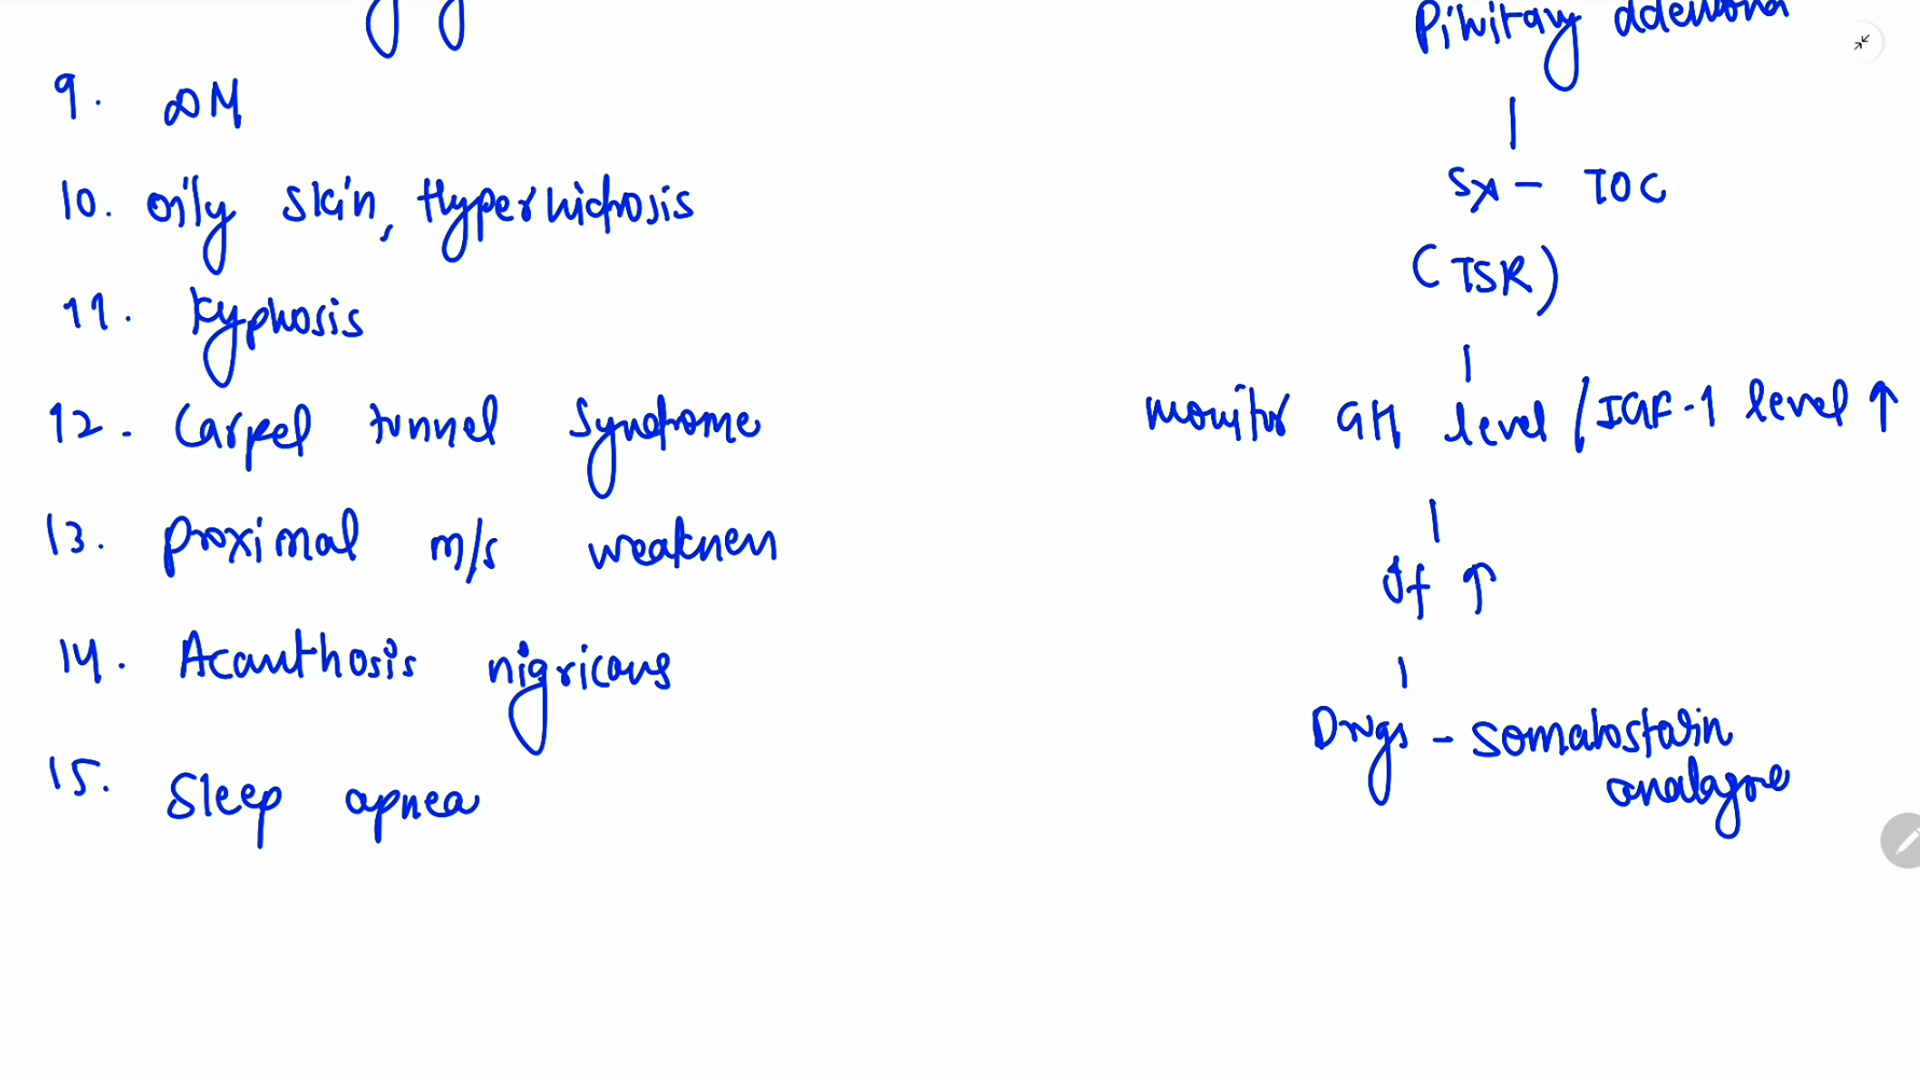 9. DM
10. oily skin, Hyperhidrosis
11. kyphosis
12. Carpel tunnel Syndrome
13. proximal m/s weakness
14. Acanthosis nigricans
15. Sleep apnea
Pituitary adenoma
Sx - TOC
(TSR)
monitor GH level / IGF-1 level ↑
If ↑
Drugs - somatostatin
analogue